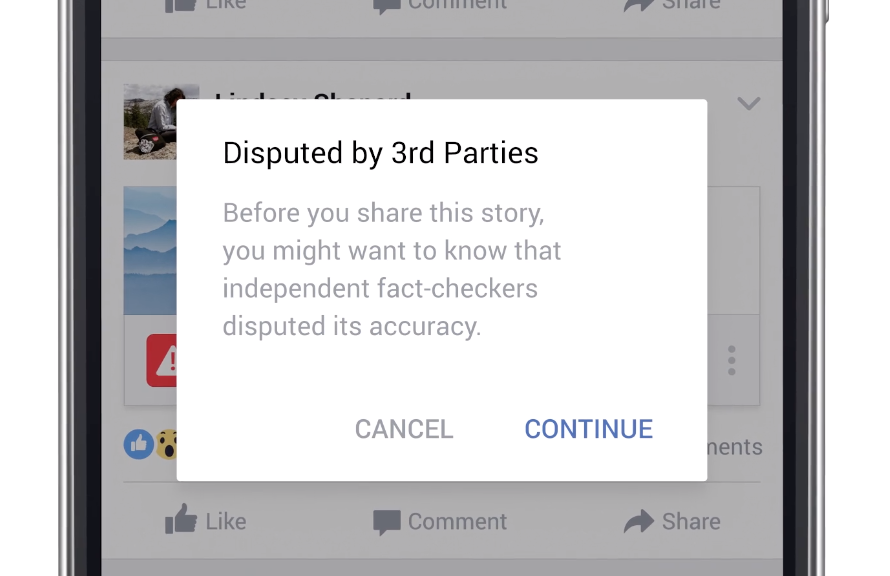 Like Comment Share
Disputed by 3rd Parties
Before you share this story,
you might want to know that
independent fact-checkers
disputed its accuracy.
CANCEL CONTINUE
Like Comment Share